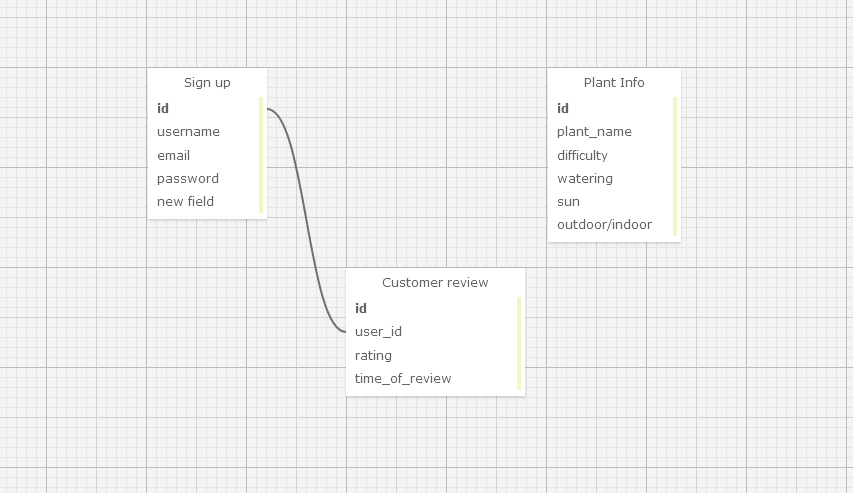 Sign up
id
username
email
password
new field
Plant Info
id
plant_name
difficulty
watering
sun
outdoor/indoor
Customer review
id
user_id
rating
time_of_review